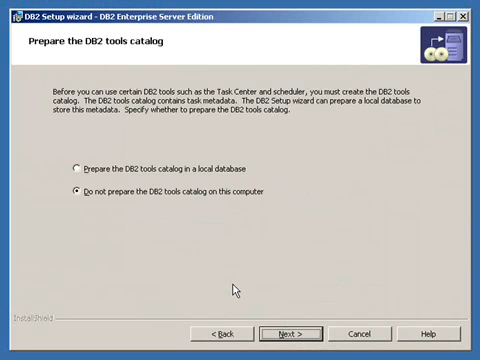 DB2 Setup wizard - DB2 Enterprise Server Edition
Prepare the DB2 tools catalog
Before you can use certain DB2 tools such as the Task Center and scheduler, you must create the DB2 tools
catalog. The DB2 tools catalog contains task metadata. The DB2 Setup wizard can prepare a local database to
store this metadata. Specify whether to prepare the DB2 tools catalog.
Prepare the DB2 tools catalog in a local database
Do not prepare the DB2 tools catalog on this computer
InstallShield
< Back
Next >
Cancel
Help